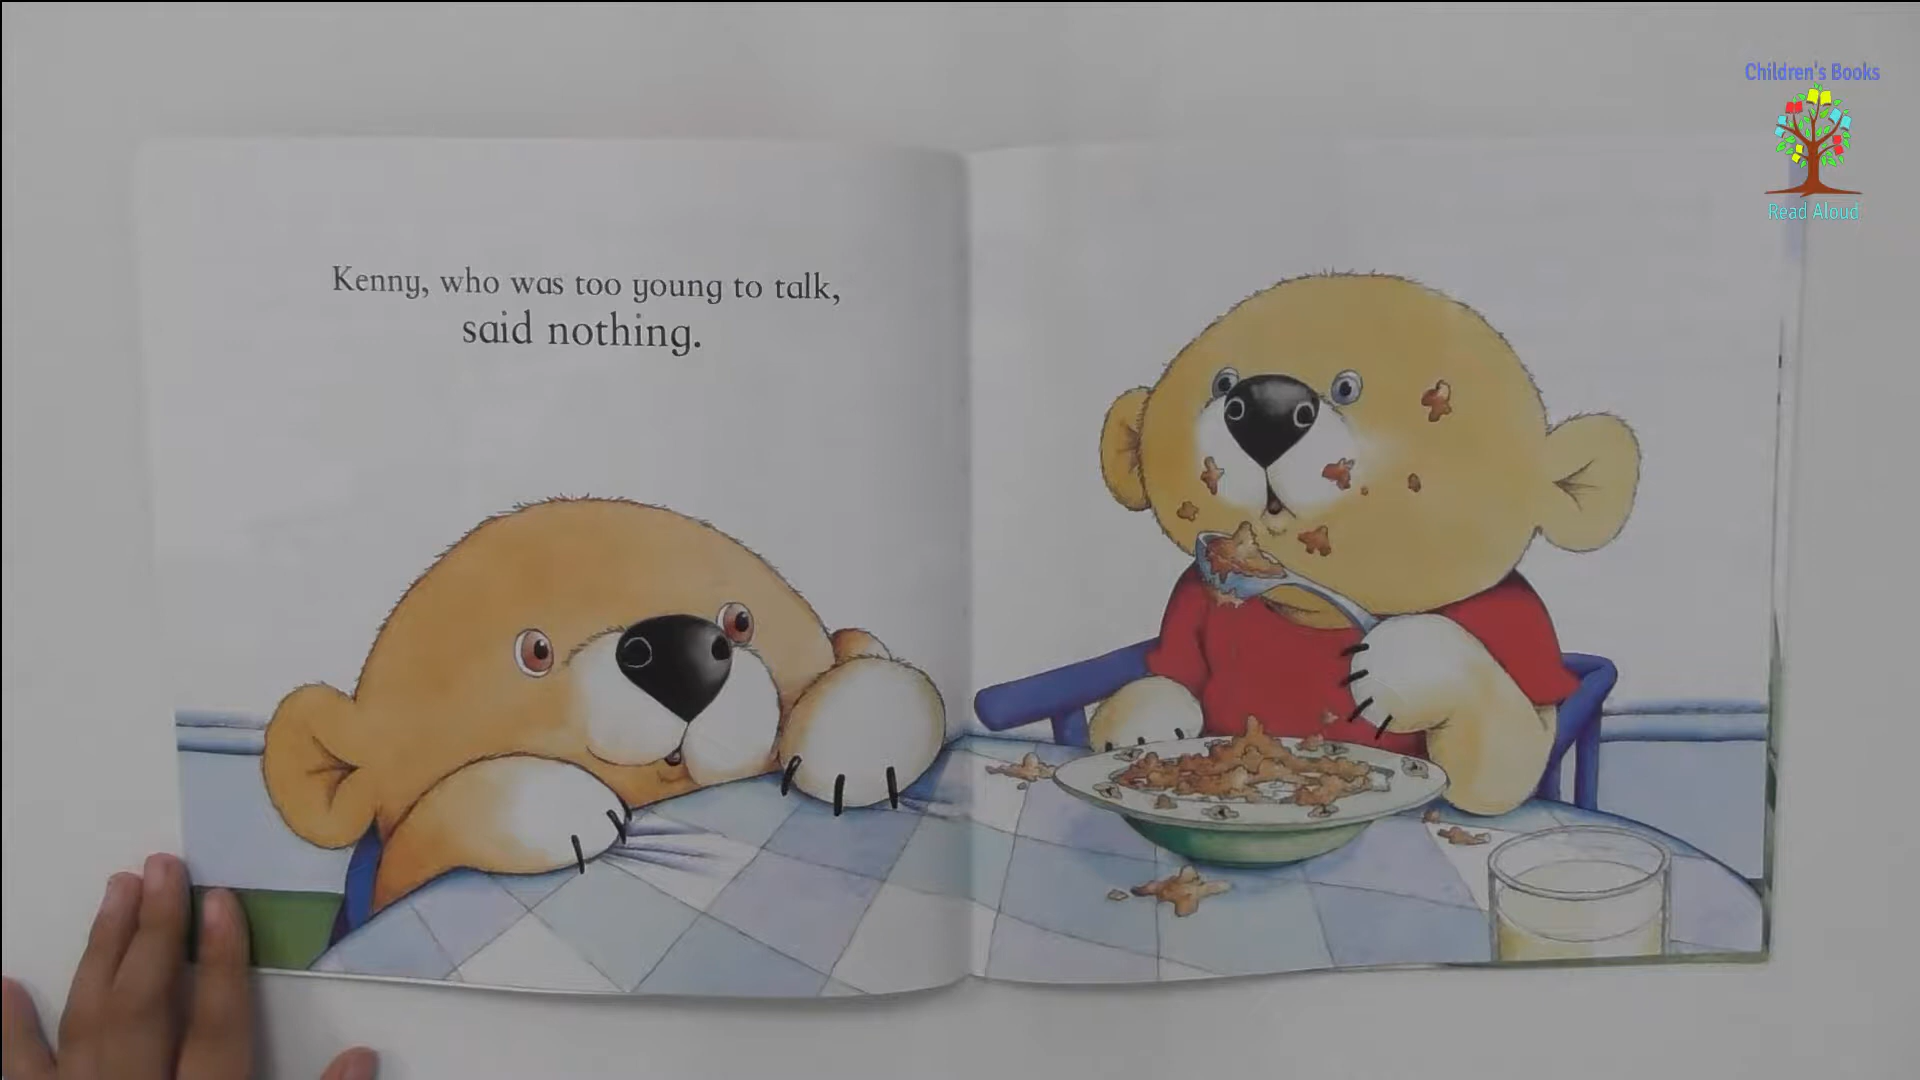 Children's Books
Read Aloud
Kenny, who was too young to talk,
said nothing.